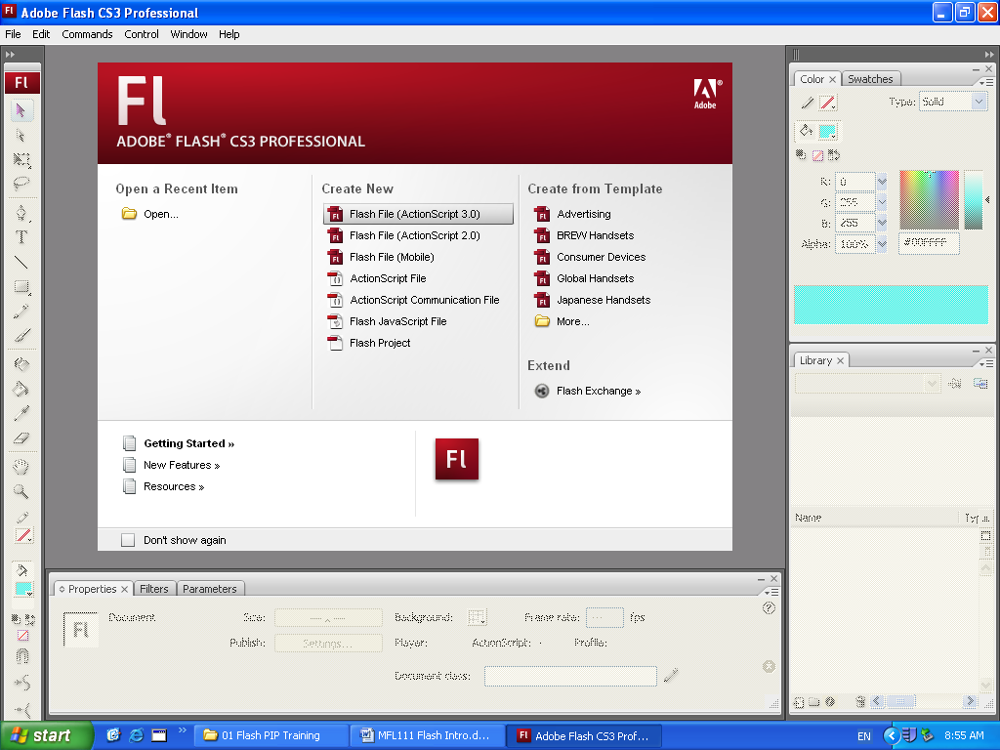 Adobe Flash CS3 Professional
File Edit Commands Control Window Help
Fl
Fl
Adobe
ADOBE® FLASH® CS3 PROFESSIONAL
Open a Recent Item
Open...
Create New
Flash File (ActionScript 3.0)
Flash File (ActionScript 2.0)
Flash File (Mobile)
ActionScript File
ActionScript Communication File
Flash JavaScript File
Flash Project
Create from Template
Advertising
BREW Handsets
Consumer Devices
Global Handsets
Japanese Handsets
More...
Extend
Flash Exchange »
Getting Started »
New Features »
Resources »
Fl
Don't show again
Color Swatches
Type: Solid
R: 0
G: 255
B: 255
Alpha: 100% #00FFFF
Library
Name Type
Properties Filters Parameters
Fl Document Size: Background: Frame rate: fps
Publish: Settings... Player: ActionScript: Profile:
Document class:
start 01 Flash PIP Training MFL111 Flash Intro.d... Adobe Flash CS3 Prof... EN 8:55 AM